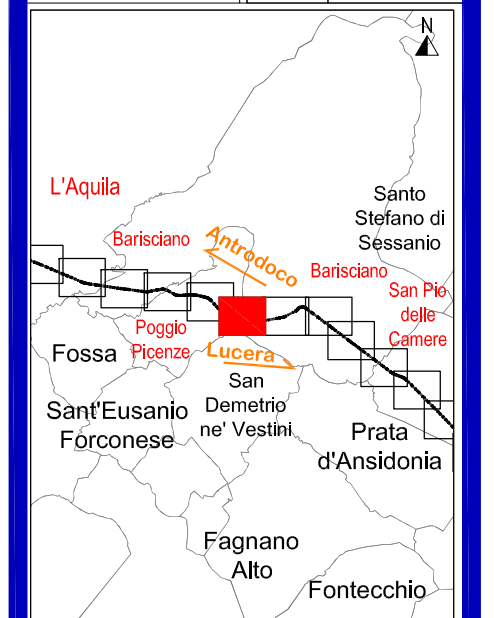 N
L'Aquila
Santo
Stefano di
Sessanio
Barisciano
Antrodoco
Barisciano
San Pio
delle
Camere
Poggio
Picenze
Fossa
Lucera
San
Demetrio
ne' Vestini
Sant'Eusanio
Forconese
Prata
d'Ansidonia
Fagnano
Alto
Fontecchio